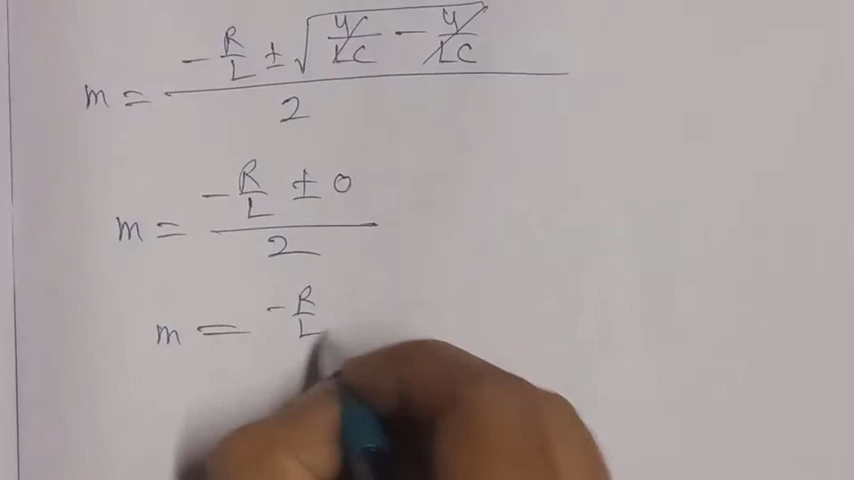 m = (-R/L ± √(4/LC - 4/LC))/2
m = (-R/L ± 0)/2
m = -R/L